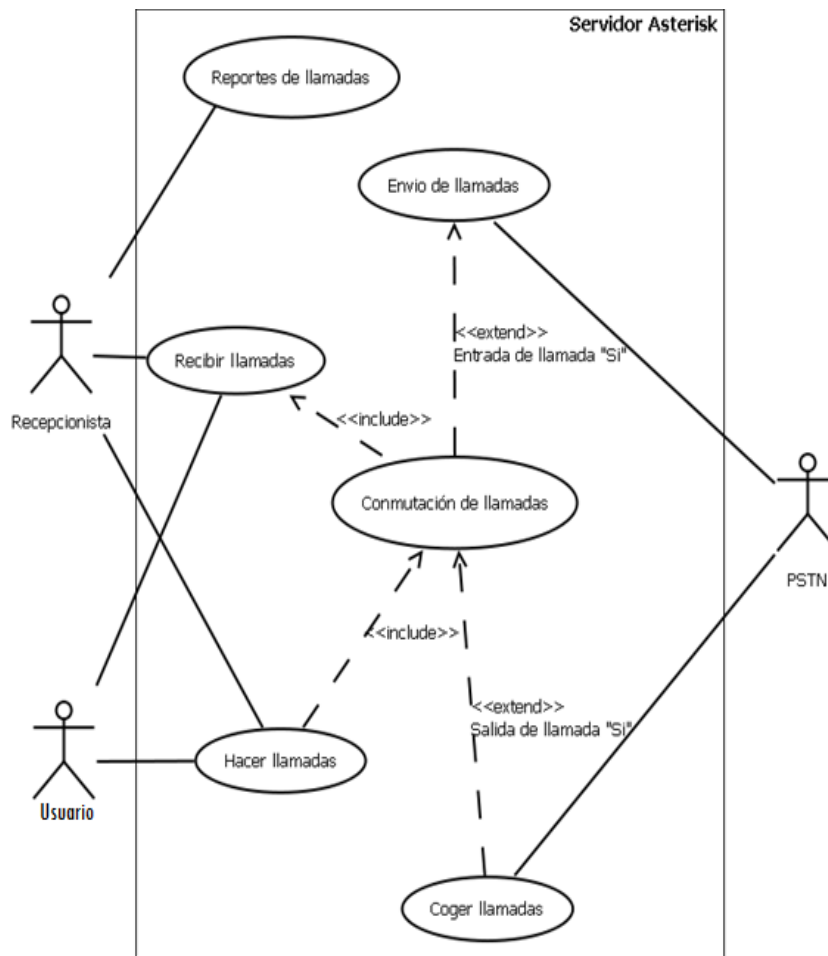 Servidor Asterisk
Reportes de llamadas
Envio de llamadas
<<extend>>
Entrada de llamada "Si"
Recibir llamadas
Recepcionista
<<include>>
Conmutación de llamadas
PSTN
<<include>>
<<extend>>
Salida de llamada "Si"
Hacer llamadas
Usuario
Coger llamadas